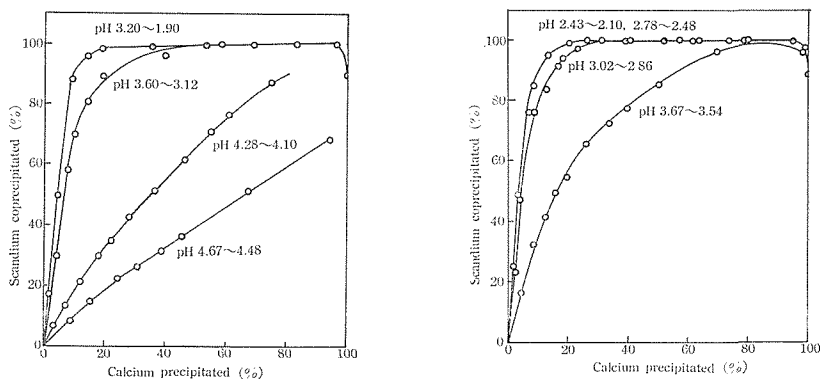 pH 3.20～1.90
pH 3.60～3.12
pH 4.28～4.10
pH 4.67～4.48
100
80
60
40
20
0
0
20
40
60
80
100
Scandium coprecipitated (%)
Calcium precipitated (%)
pH 2.43～2.10, 2.78～2.48
pH 3.02～2.86
pH 3.67～3.54
100
80
60
40
20
0
20
40
60
80
100
Scandium coprecipitated (%)
Calcium precipitated (%)